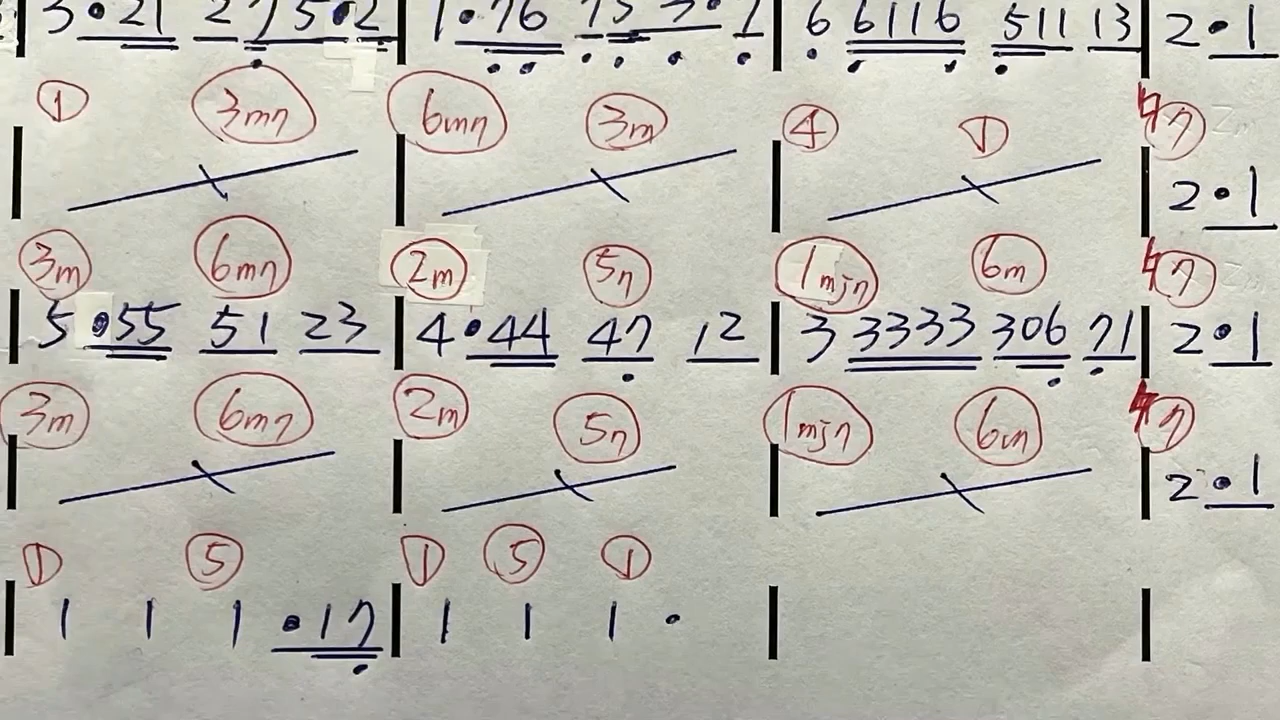 3 • 21 2 7 5 • 2 | 1 • 76 1 | 6 6116 511 13 | 2 • 1
1 3m7 | 6m7 3m | 4 1 | 47
2 • 1
3m 6m7 | 2m 57 | 1mj7 6m | 47
5 • 55 51 23 | 4 • 44 47 12 | 3 3333 306 71 | 2 • 1
3m 6m7 | 2m 57 | 1mj7 6m | 47
2 • 1
1 5 | 1 5 1
1 1 1 • 17 | 1 1 1 •